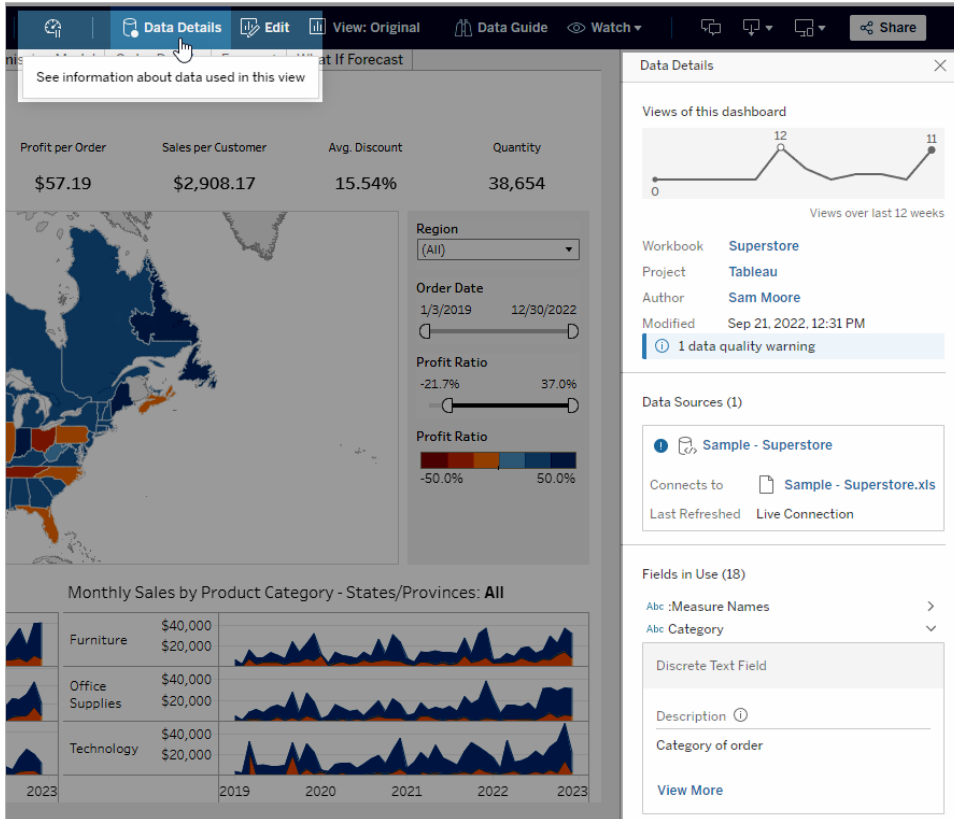 Data Details
Edit
View: Original
Data Guide
Watch
Share
What If Forecast
See information about data used in this view
Profit per Order
Sales per Customer
Avg. Discount
Quantity
$57.19
$2,908.17
15.54%
38,654
Region
(All)
Order Date
1/3/2019
12/30/2022
Profit Ratio
-21.7%
37.0%
Profit Ratio
-50.0%
50.0%
Monthly Sales by Product Category - States/Provinces: All
Furniture
$40,000
$20,000
Office
Supplies
$40,000
$20,000
Technology
$40,000
$20,000
2023
2019
2020
2021
2022
2023
Data Details
Views of this dashboard
12
11
0
Views over last 12 weeks
Workbook Superstore
Project Tableau
Author Sam Moore
Modified Sep 21, 2022, 12:31 PM
1 data quality warning
Data Sources (1)
Sample - Superstore
Connects to Sample - Superstore.xls
Last Refreshed Live Connection
Fields in Use (18)
Abc :Measure Names
Abc Category
Discrete Text Field
Description
Category of order
View More